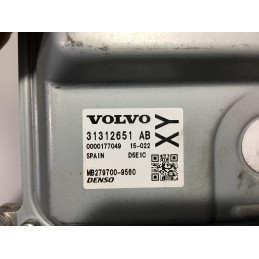 VOLVO
31312651 AB
0000177049 15-022
SPAIN D5E1C
MB279700-9560
DENSO
XY